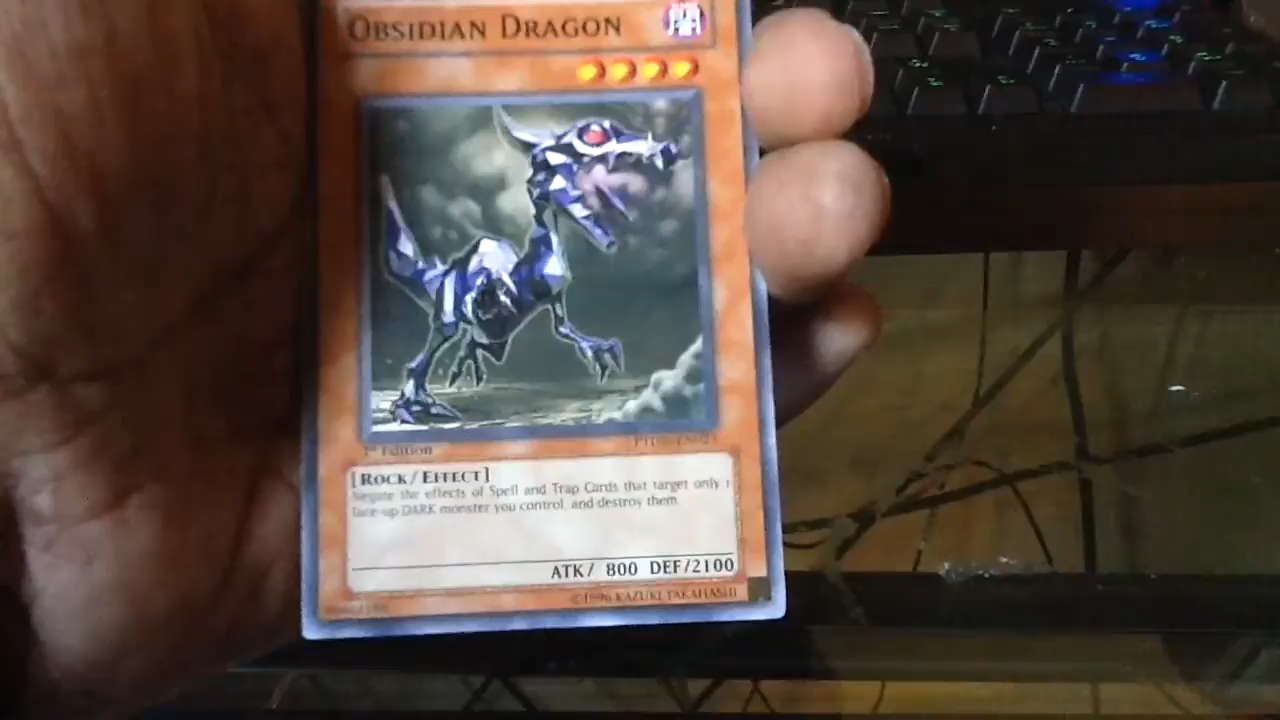 OBSIDIAN DRAGON
1st Edition
[ROCK/EFFECT]
Negate the effects of Spell and Trap Cards that target only 1
face-up DARK monster you control, and destroy them.
ATK/ 800 DEF/2100
©1996 KAZUKI TAKAHASHI